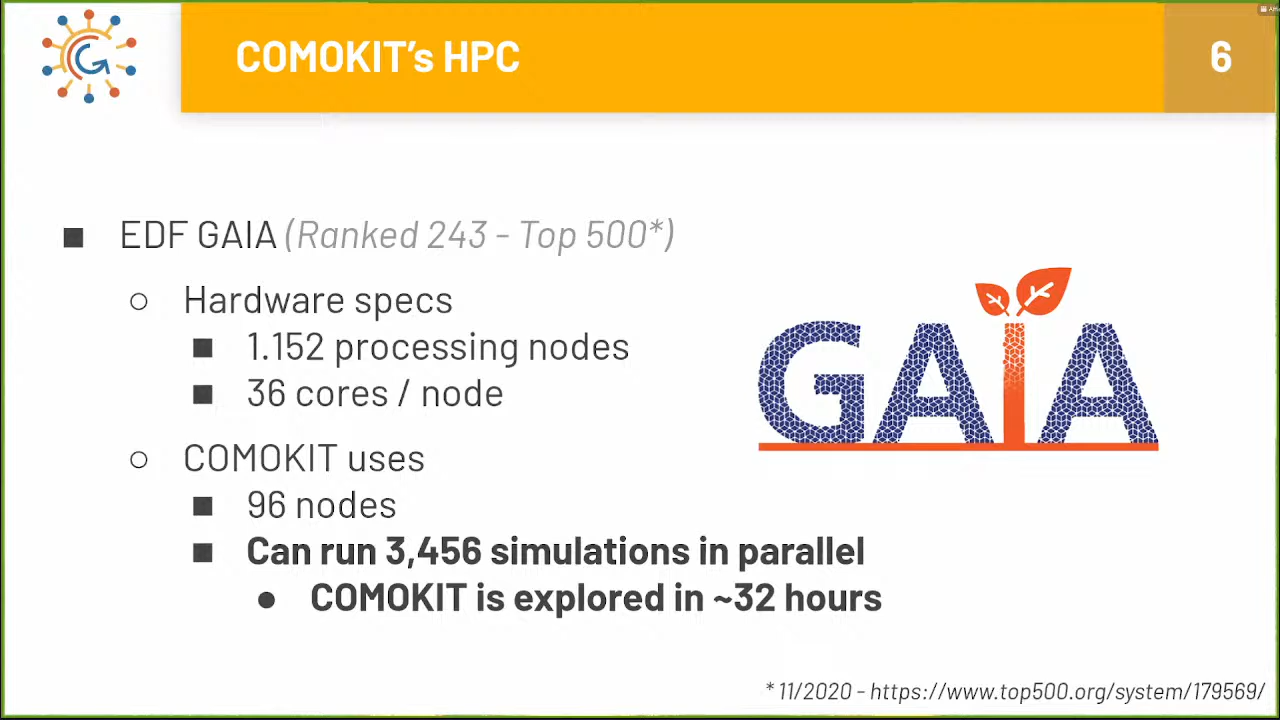 COMOKIT's HPC
6
■ EDF GAIA (Ranked 243 - Top 500*)
○ Hardware specs
■ 1.152 processing nodes
■ 36 cores / node
○ COMOKIT uses
■ 96 nodes
■ Can run 3,456 simulations in parallel
● COMOKIT is explored in ~32 hours
GAIA
* 11/2020 - https://www.top500.org/system/179569/